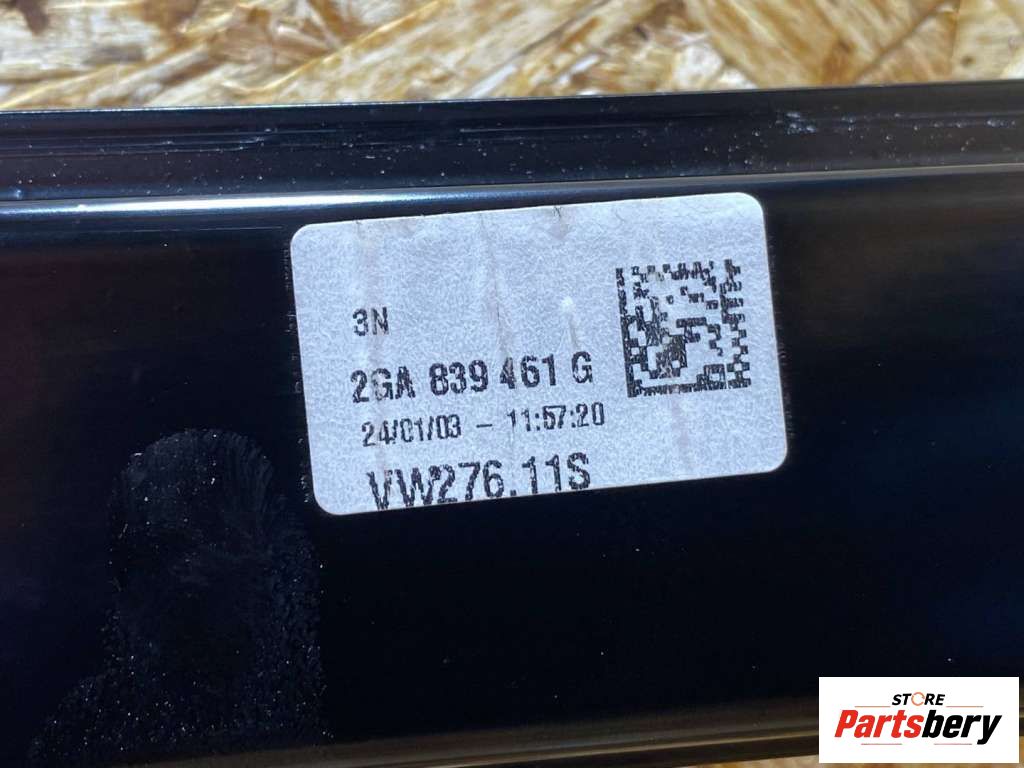 3N
2GA 839 461 G
24/01/03 - 11:57:20
VW276.11S
STORE
Partsbery